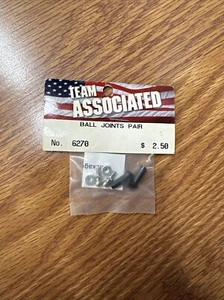 TEAM
ASSOCIATED
BALL JOINTS PAIR
No. 6270 $ 2.50